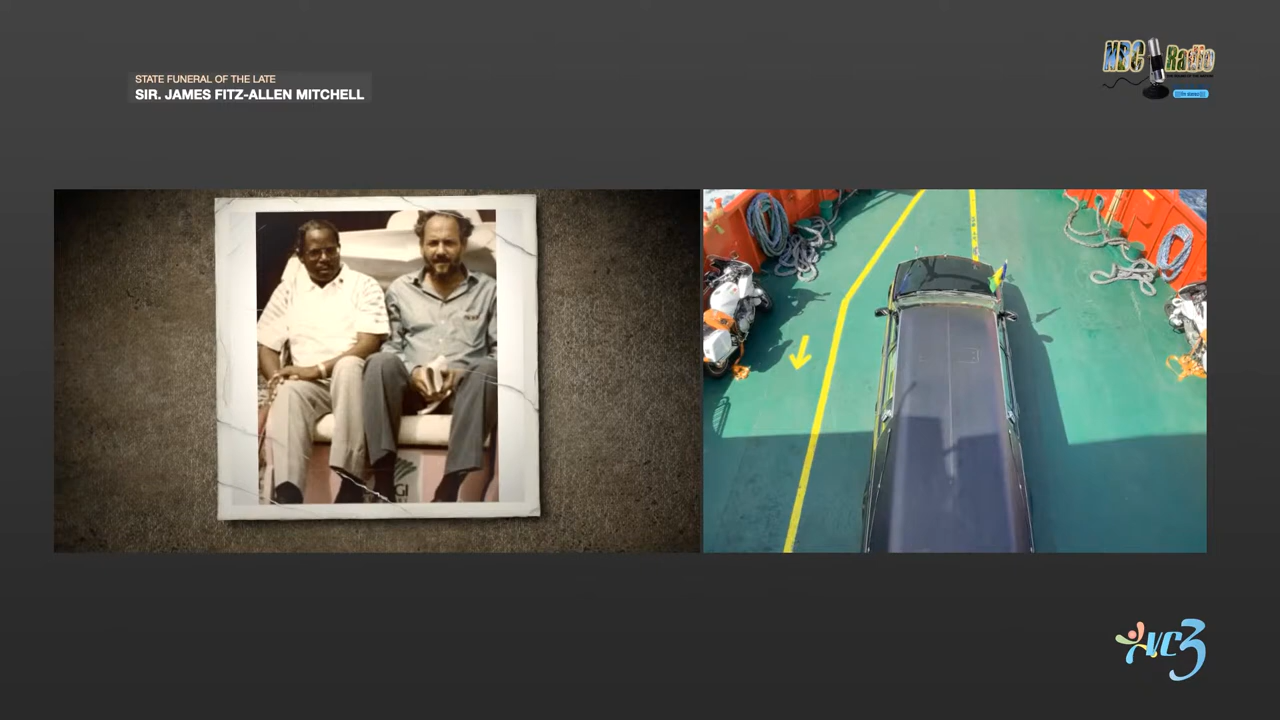 STATE FUNERAL OF THE LATE
SIR. JAMES FITZ-ALLEN MITCHELL
NBC Radio
VC3